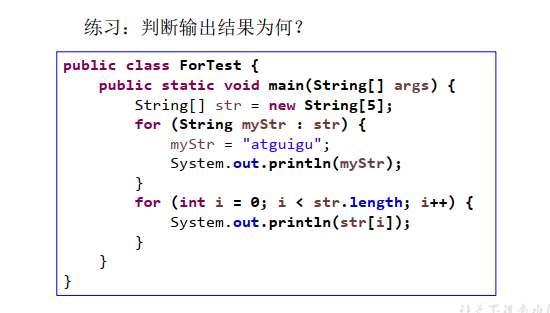 练习：判断输出结果为何？
public class ForTest {
    public static void main(String[] args) {
        String[] str = new String[5];
        for (String myStr : str) {
            myStr = "atguigu";
            System.out.println(myStr);
        }
        for (int i = 0; i < str.length; i++) {
            System.out.println(str[i]);
        }
    }
}